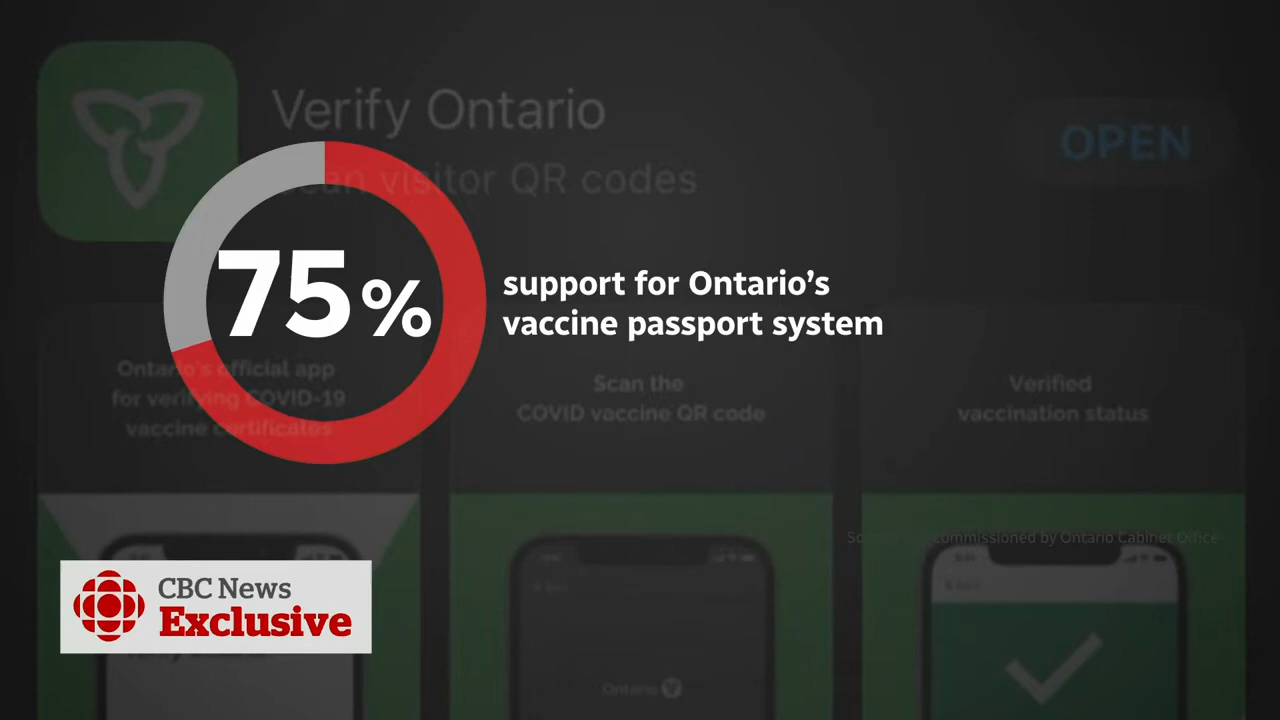 Verify Ontario
Scan visitor QR codes
OPEN
75%
support for Ontario's
vaccine passport system
Ontario's official app
for verifying COVID-19
vaccine certificates
Scan the
COVID vaccine QR code
Verified
vaccination status
commissioned by Ontario Cabinet Office
CBC News
Exclusive
Ontario